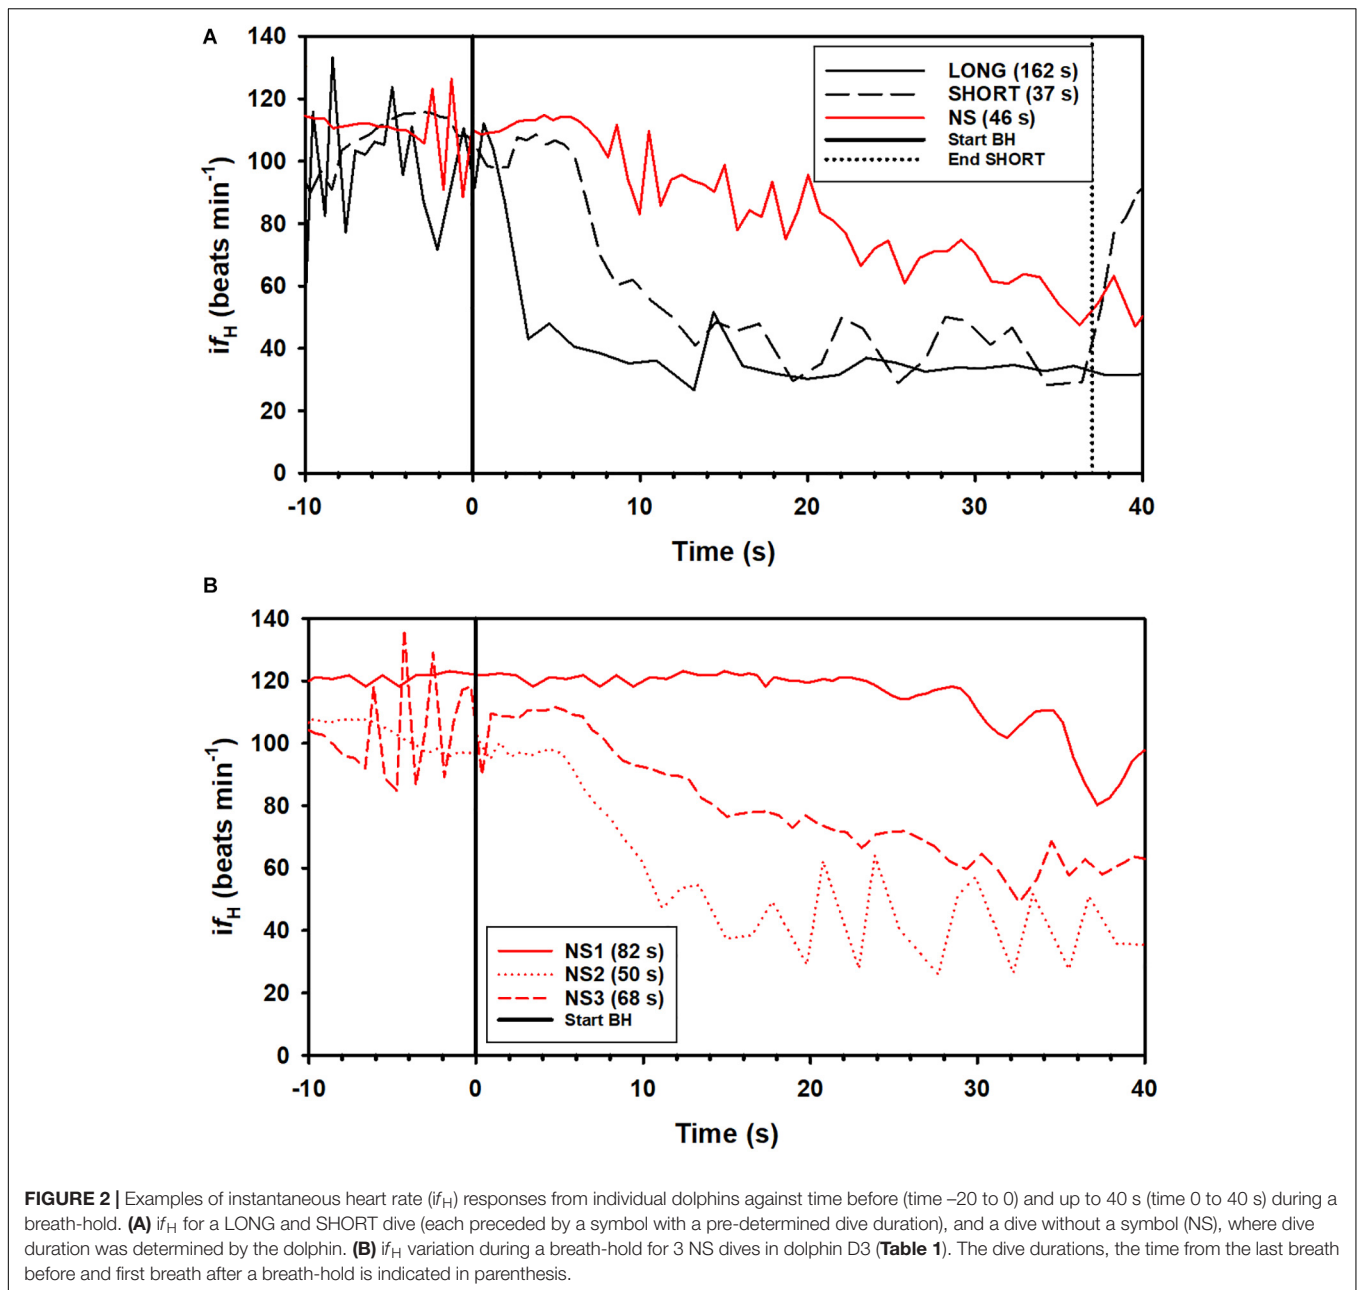 A
140
120
100
80
60
40
20
0
if_H (beats min⁻¹)
LONG (162 s)
SHORT (37 s)
NS (46 s)
Start BH
End SHORT
-10 0 10 20 30 40
Time (s)
B
140
120
100
80
60
40
20
0
if_H (beats min⁻¹)
NS1 (82 s)
NS2 (50 s)
NS3 (68 s)
Start BH
-10 0 10 20 30 40
Time (s)
FIGURE 2 | Examples of instantaneous heart rate (if_H) responses from individual dolphins against time before (time –20 to 0) and up to 40 s (time 0 to 40 s) during a
breath-hold. (A) if_H for a LONG and SHORT dive (each preceded by a symbol with a pre-determined dive duration), and a dive without a symbol (NS), where dive
duration was determined by the dolphin. (B) if_H variation during a breath-hold for 3 NS dives in dolphin D3 (Table 1). The dive durations, the time from the last breath
before and first breath after a breath-hold is indicated in parenthesis.